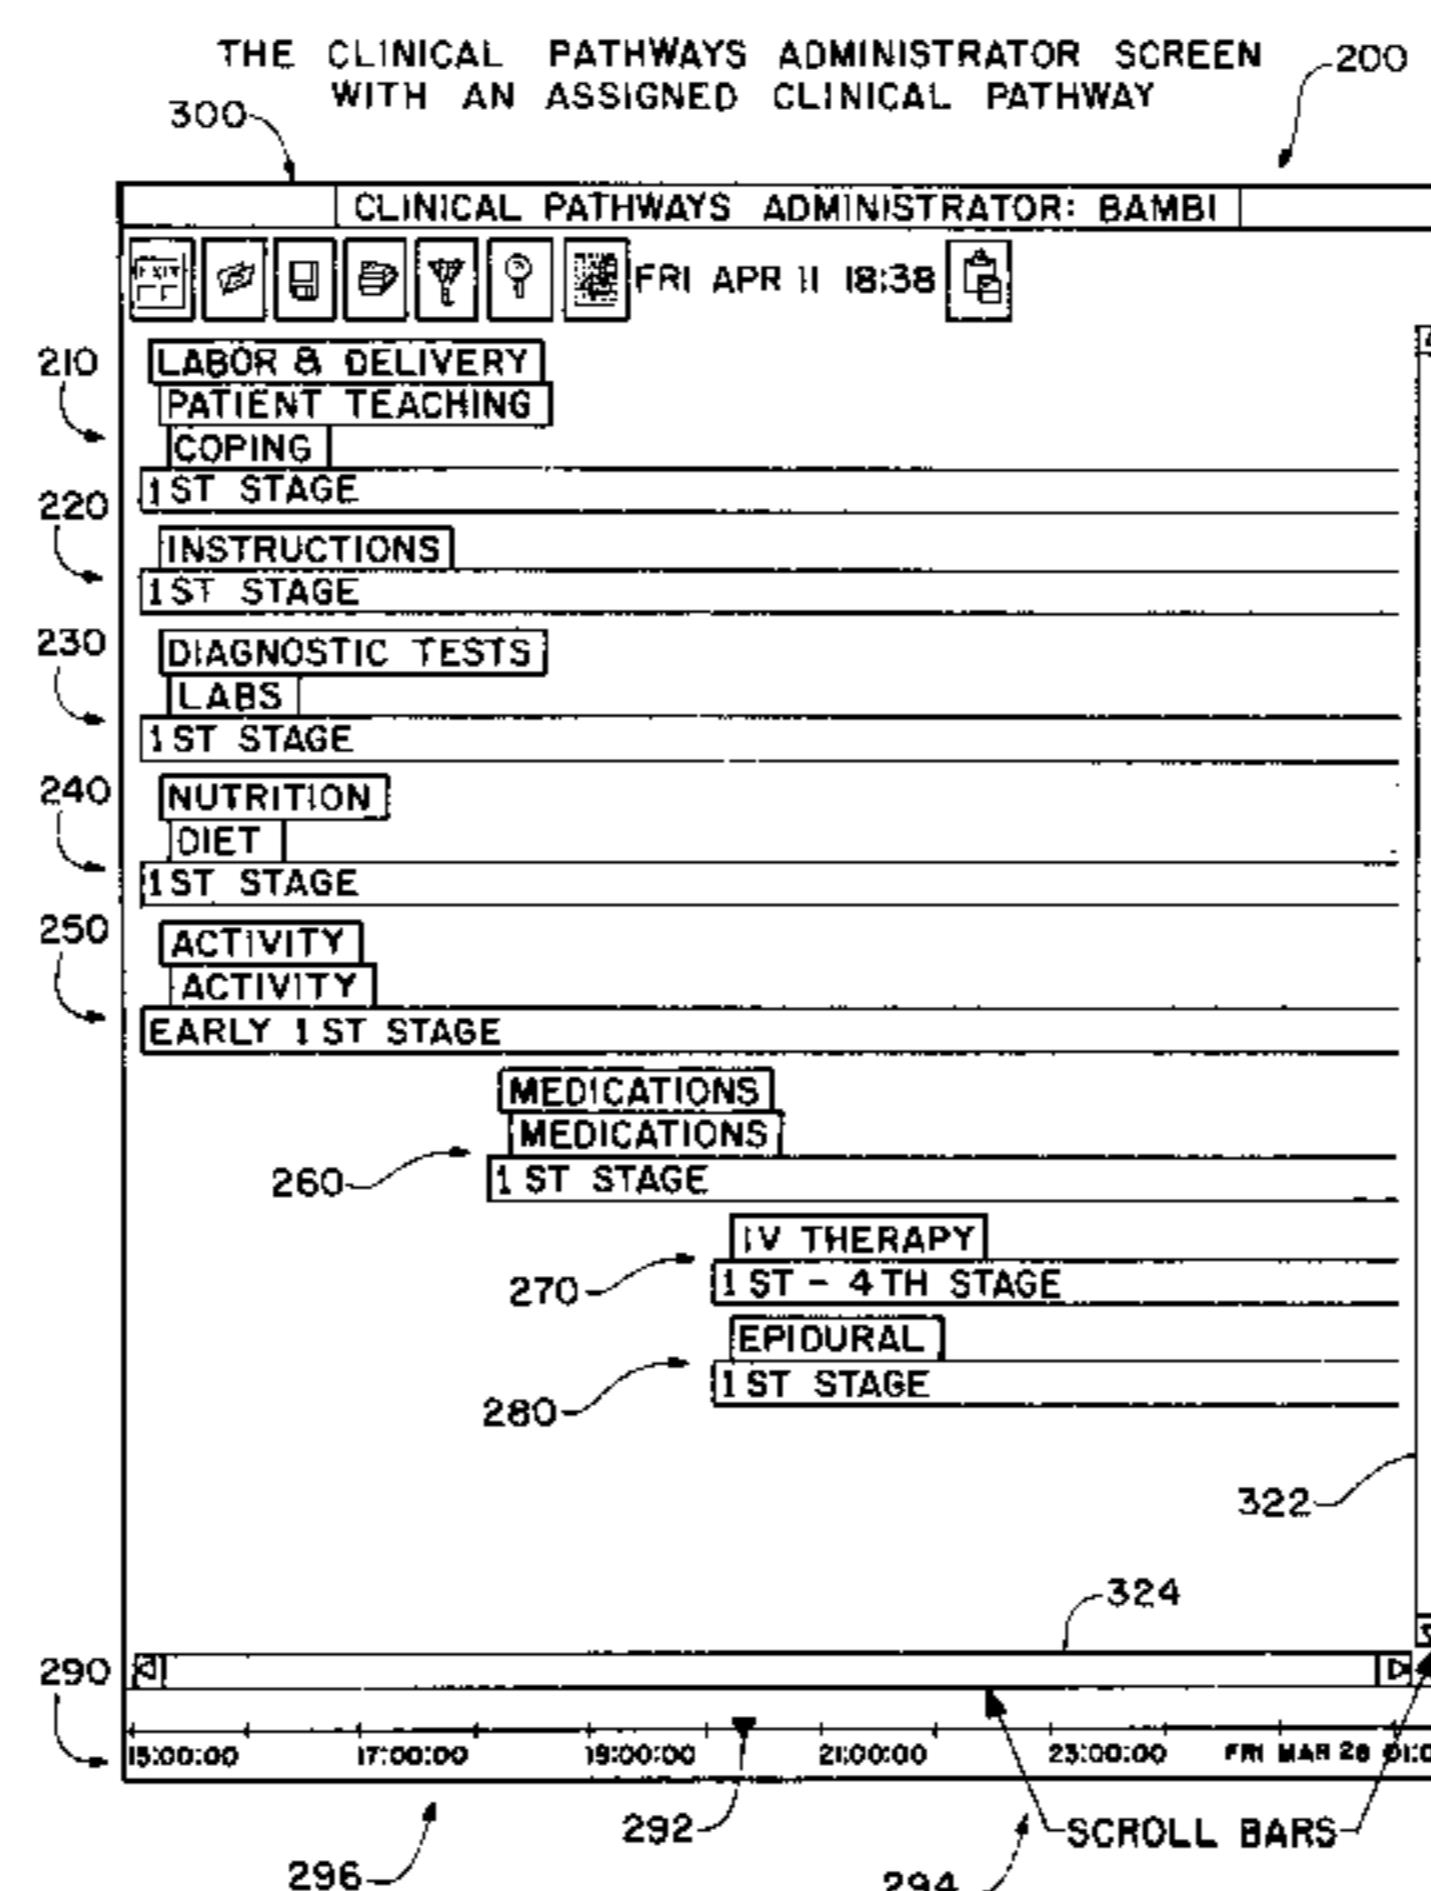 THE CLINICAL PATHWAYS ADMINISTRATOR SCREEN
WITH AN ASSIGNED CLINICAL PATHWAY
200
300
CLINICAL PATHWAYS ADMINISTRATOR: BAMBI
EXIT
FRI APR 11 18:38
210
LABOR & DELIVERY
PATIENT TEACHING
COPING
1ST STAGE
220
INSTRUCTIONS
1ST STAGE
230
DIAGNOSTIC TESTS
LABS
1ST STAGE
240
NUTRITION
DIET
1ST STAGE
250
ACTIVITY
ACTIVITY
EARLY 1ST STAGE
MEDICATIONS
MEDICATIONS
260
1ST STAGE
IV THERAPY
270
1ST - 4TH STAGE
EPIDURAL
280
1ST STAGE
322
324
290
15:00:00 17:00:00 19:00:00 21:00:00 23:00:00 FRI MAR 28
292
SCROLL BARS
296
294